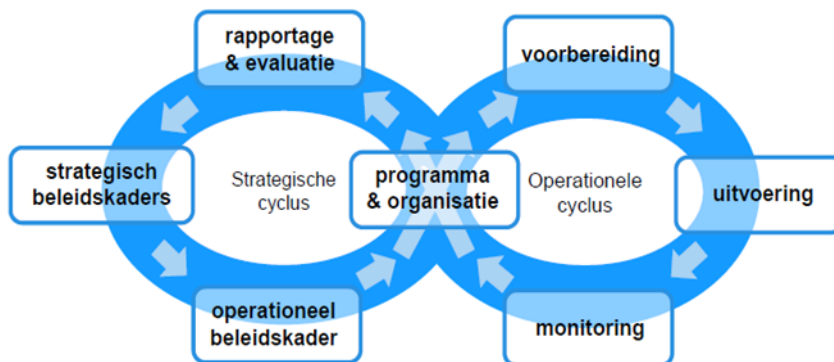 rapportage
& evaluatie
voorbereiding
strategisch
beleidskaders
Strategische
cyclus
programma
& organisatie
Operationele
cyclus
uitvoering
operationeel
beleidskader
monitoring